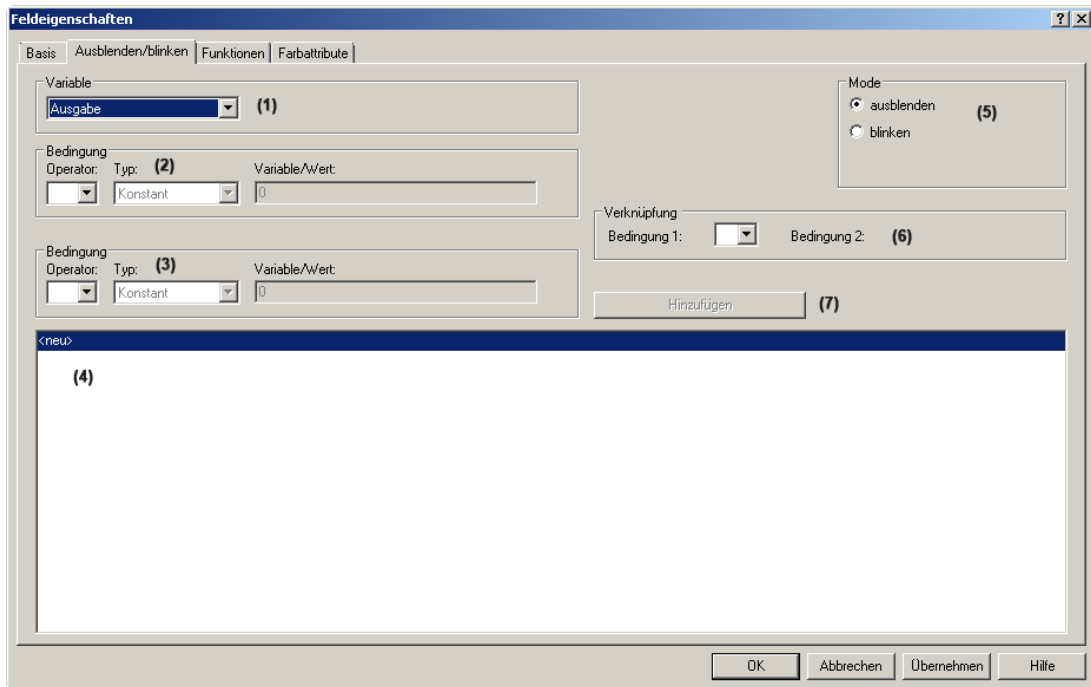 Feldeigenschaften
Basis Ausblenden/blinken Funktionen Farbattribute
Variable
Ausgabe (1)
Mode
ausblenden
blinken
(5)
Bedingung
Operator: Typ: (2) Variable/Wert:
Konstant 0
Verknüpfung
Bedingung 1: Bedingung 2: (6)
Bedingung
Operator: Typ: (3) Variable/Wert:
Konstant 0
Hinzufügen (7)
<neu>
(4)
OK Abbrechen Übernehmen Hilfe